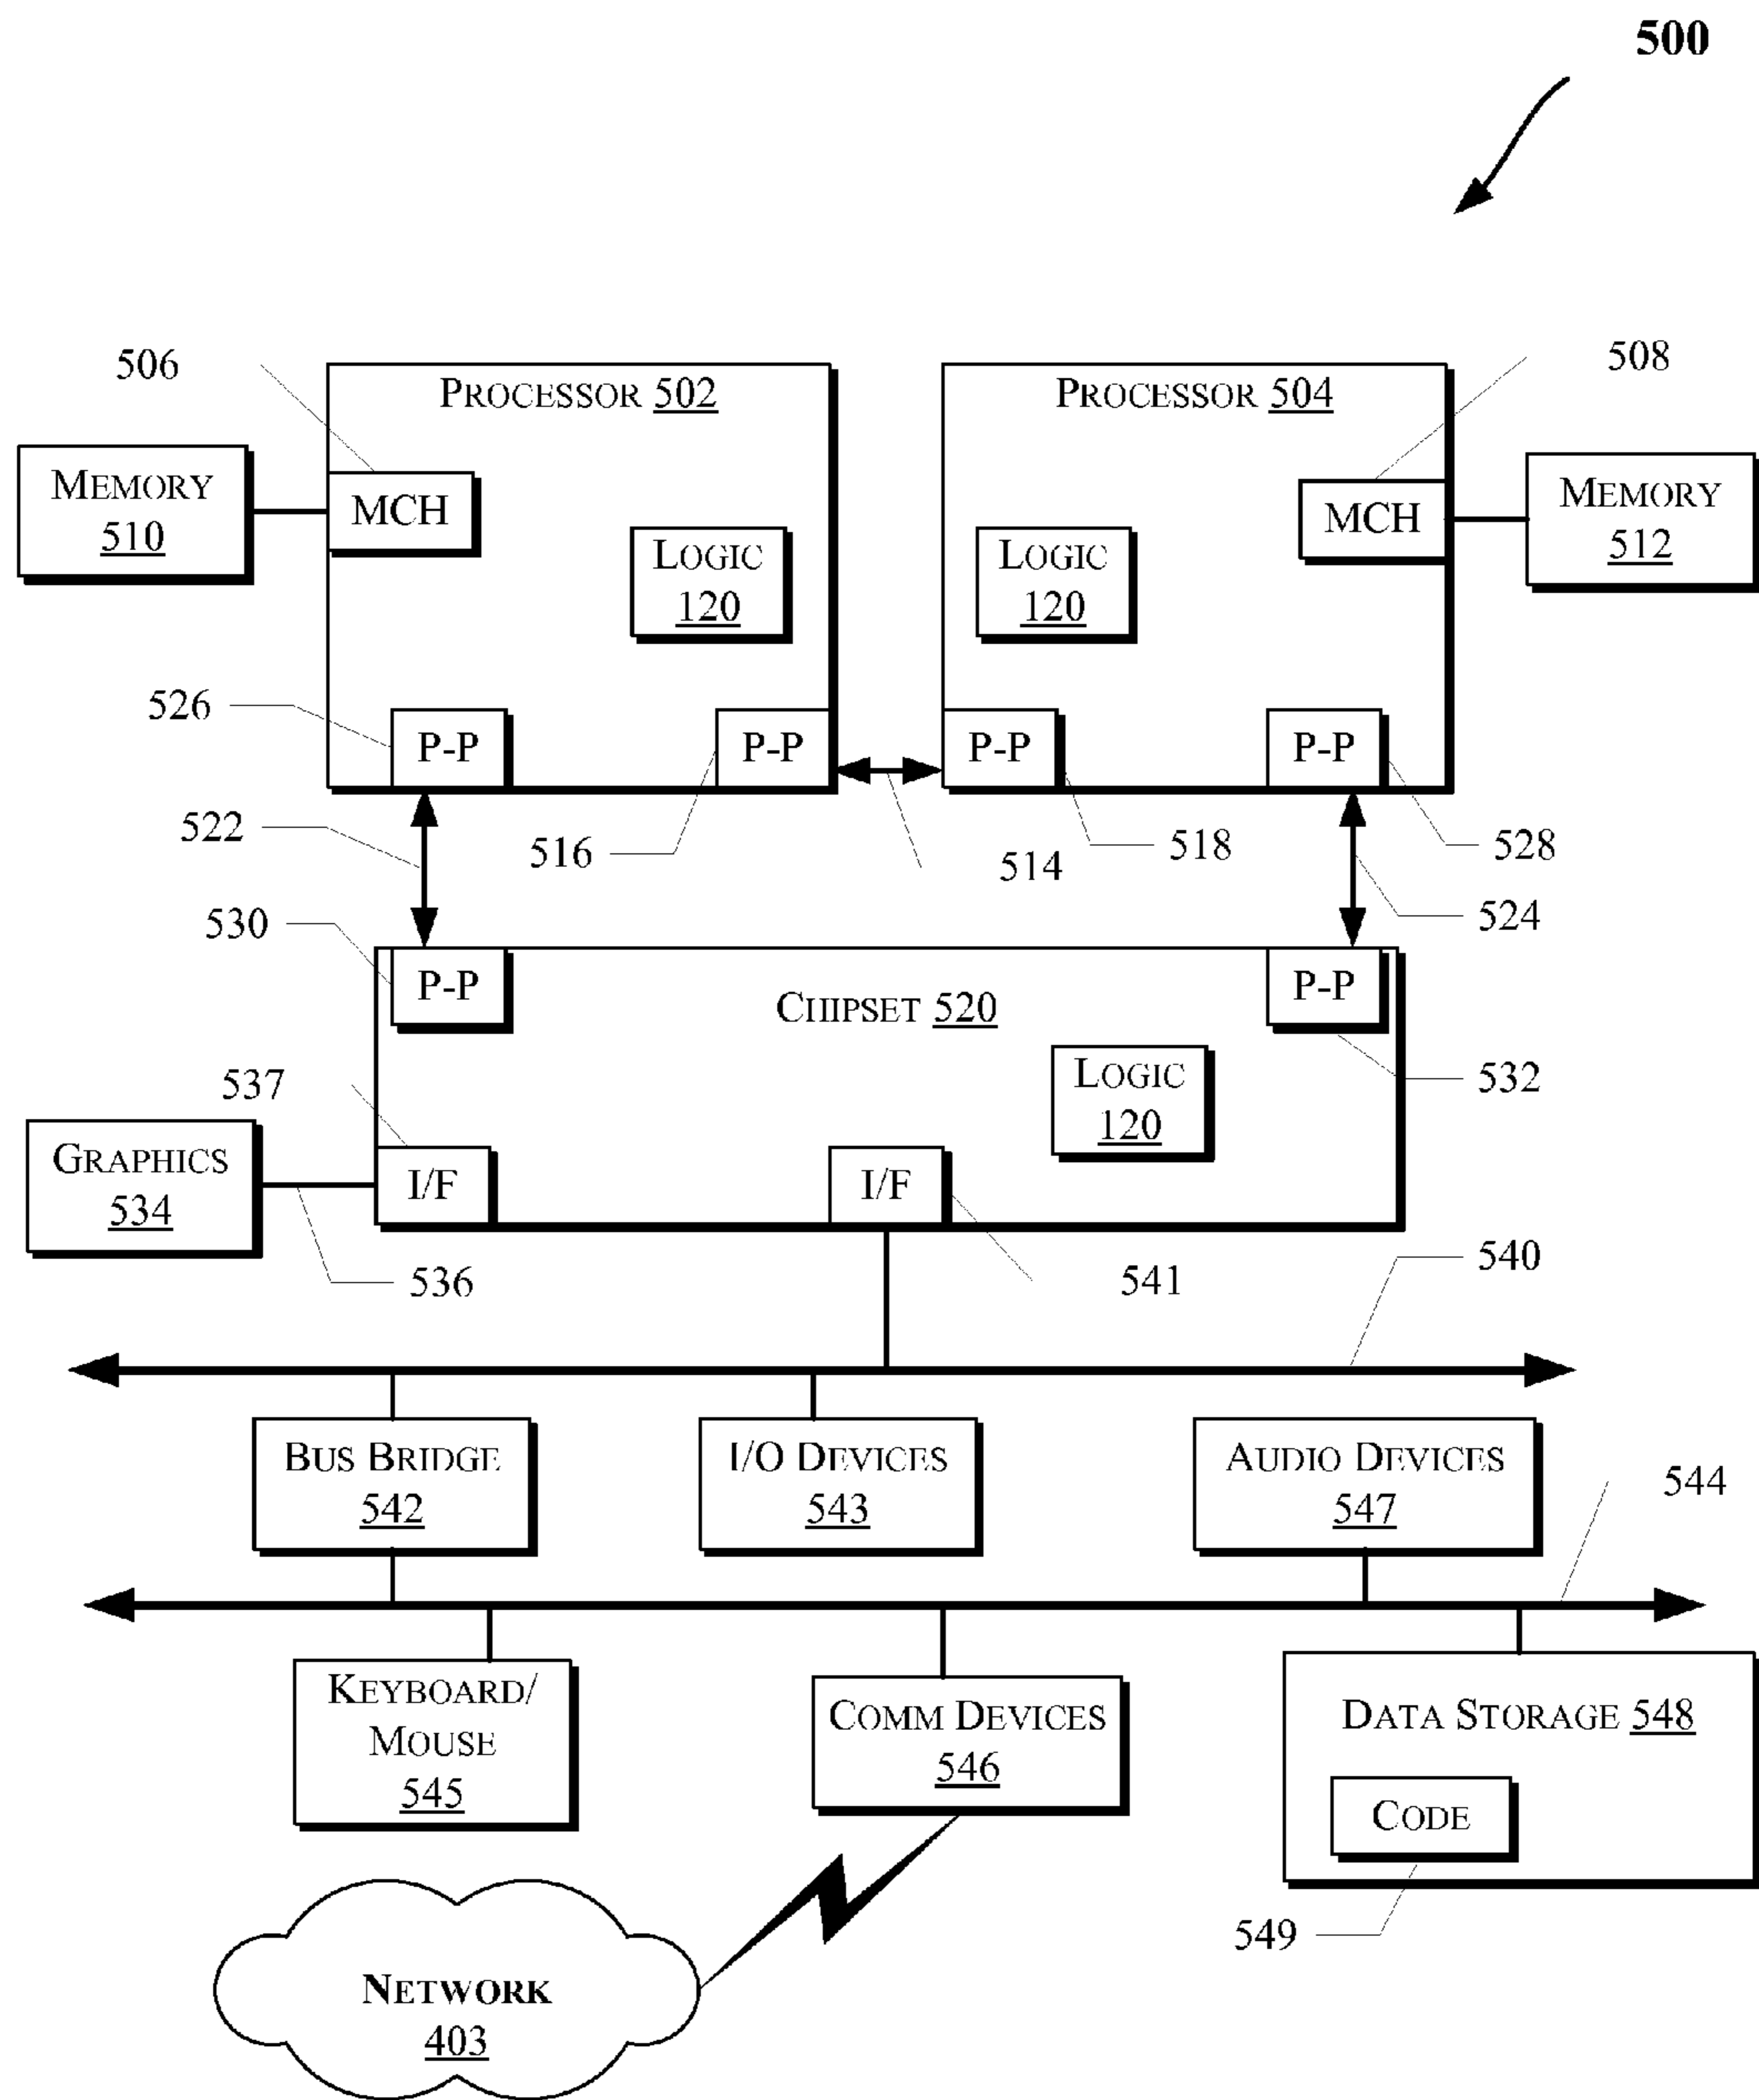 500
506
PROCESSOR 502
PROCESSOR 504
508
MEMORY
510
MCH
LOGIC
120
LOGIC
120
MCH
MEMORY
512
526
P-P
P-P
P-P
P-P
522
516
514
518
528
524
530
P-P
CHIPSET 520
P-P
537
LOGIC
120
532
GRAPHICS
534
I/F
I/F
536
541
540
BUS BRIDGE
542
I/O DEVICES
543
AUDIO DEVICES
547
544
KEYBOARD/
MOUSE
545
COMM DEVICES
546
DATA STORAGE 548
CODE
549
NETWORK
403